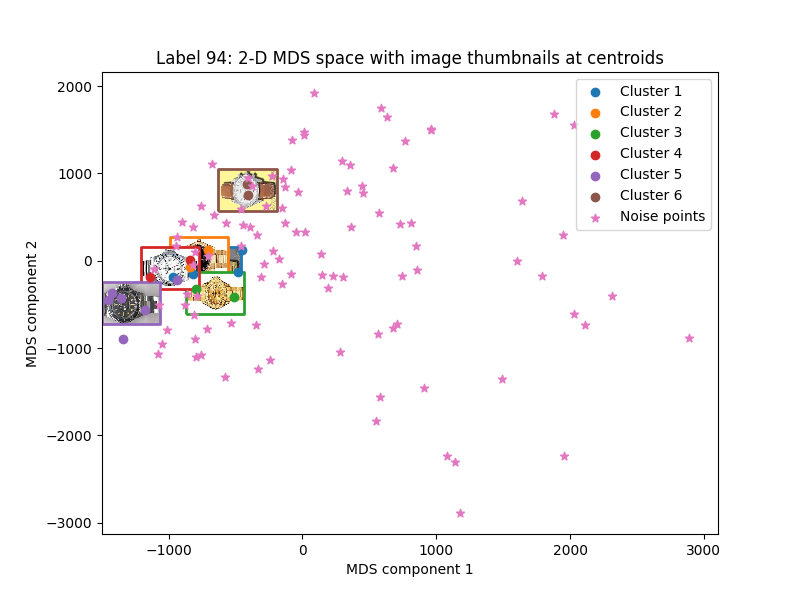 Label 94: 2-D MDS space with image thumbnails at centroids
Cluster 1
Cluster 2
Cluster 3
Cluster 4
Cluster 5
Cluster 6
Noise points
2000
1000
0
−1000
−2000
−3000
MDS component 2
−1000 0 1000 2000 3000
MDS component 1